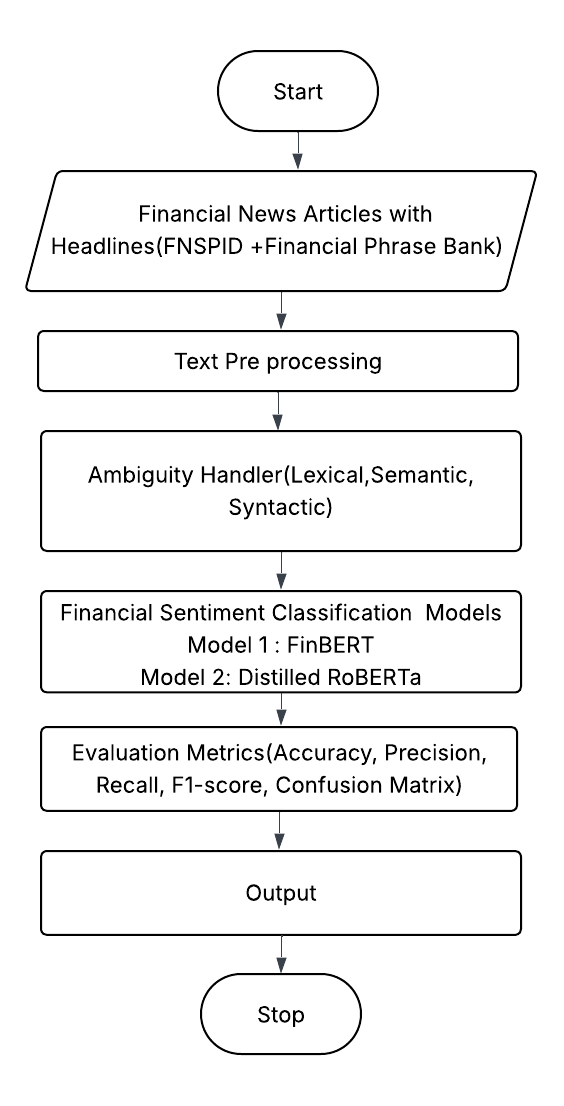 Start
Financial News Articles with
Headlines(FNSPID +Financial Phrase Bank)
Text Pre processing
Ambiguity Handler(Lexical,Semantic,
Syntactic)
Financial Sentiment Classification  Models
Model 1 : FinBERT
Model 2: Distilled RoBERTa
Evaluation Metrics(Accuracy, Precision,
Recall, F1-score, Confusion Matrix)
Output
Stop